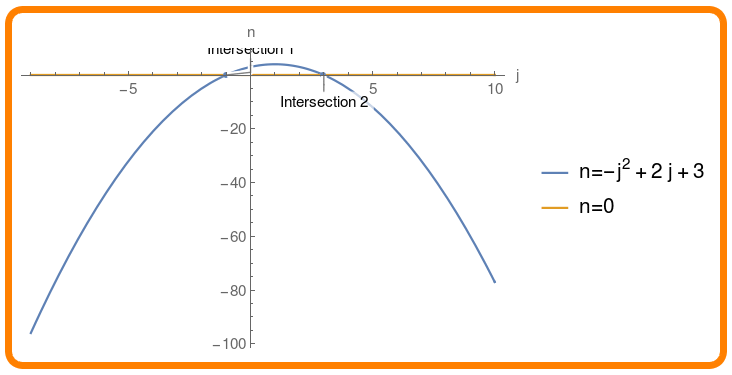 n
Intersection 1
j
−5
5
10
Intersection 2
−20
−40
−60
−80
−100
n=−j² + 2 j + 3
n=0